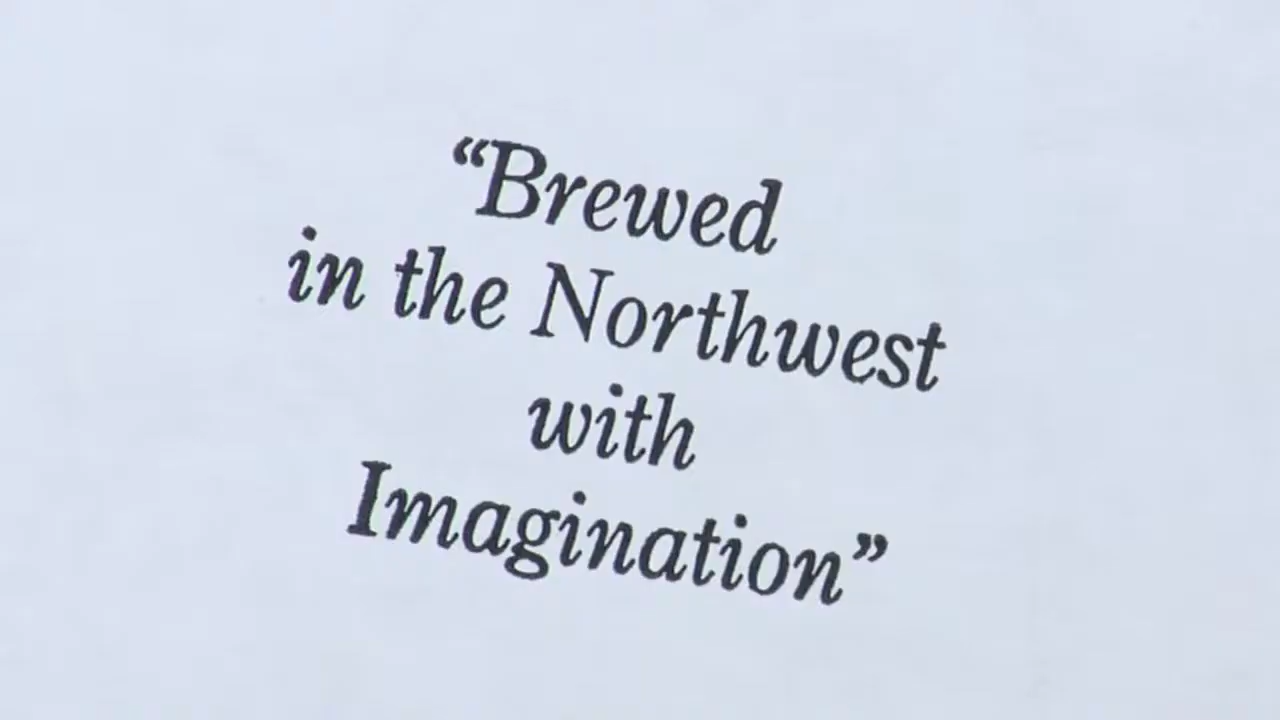 “Brewed
in the Northwest
with
Imagination”